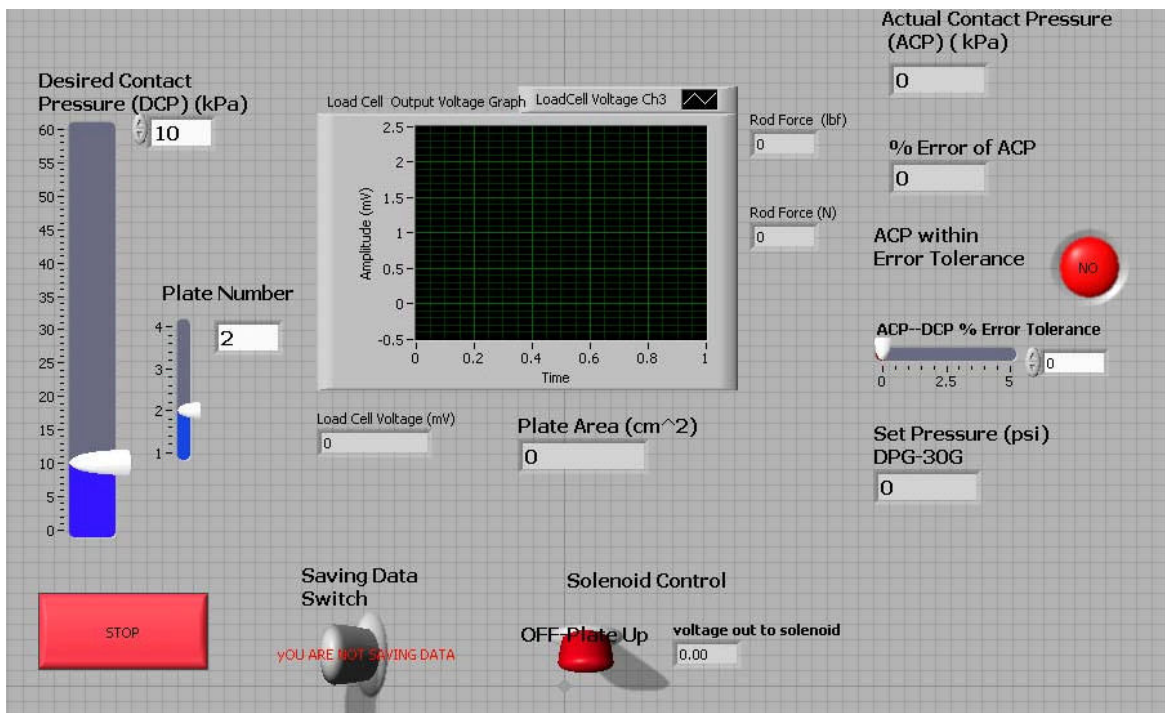 Actual Contact Pressure
(ACP) ( kPa)
0
Desired Contact
Pressure (DCP) (kPa)
10
60
55
50
45
40
35
30
25
20
15
10
5
0
Plate Number
2
4
3
2
1
Load Cell Output Voltage Graph
LoadCell Voltage Ch3
2.5
2
1.5
1
0.5
0
-0.5
Amplitude (mV)
0 0.2 0.4 0.6 0.8 1
Time
Rod Force (lbf)
0
Rod Force (N)
0
% Error of ACP
0
ACP within
Error Tolerance
NO
ACP--DCP % Error Tolerance
0 2.5 5
0
Load Cell Voltage (mV)
0
Plate Area (cm^2)
0
Set Pressure (psi)
DPG-30G
0
STOP
Saving Data
Switch
yOU ARE NOT SAVING DATA
Solenoid Control
OFF-Plate Up
voltage out to solenoid
0.00